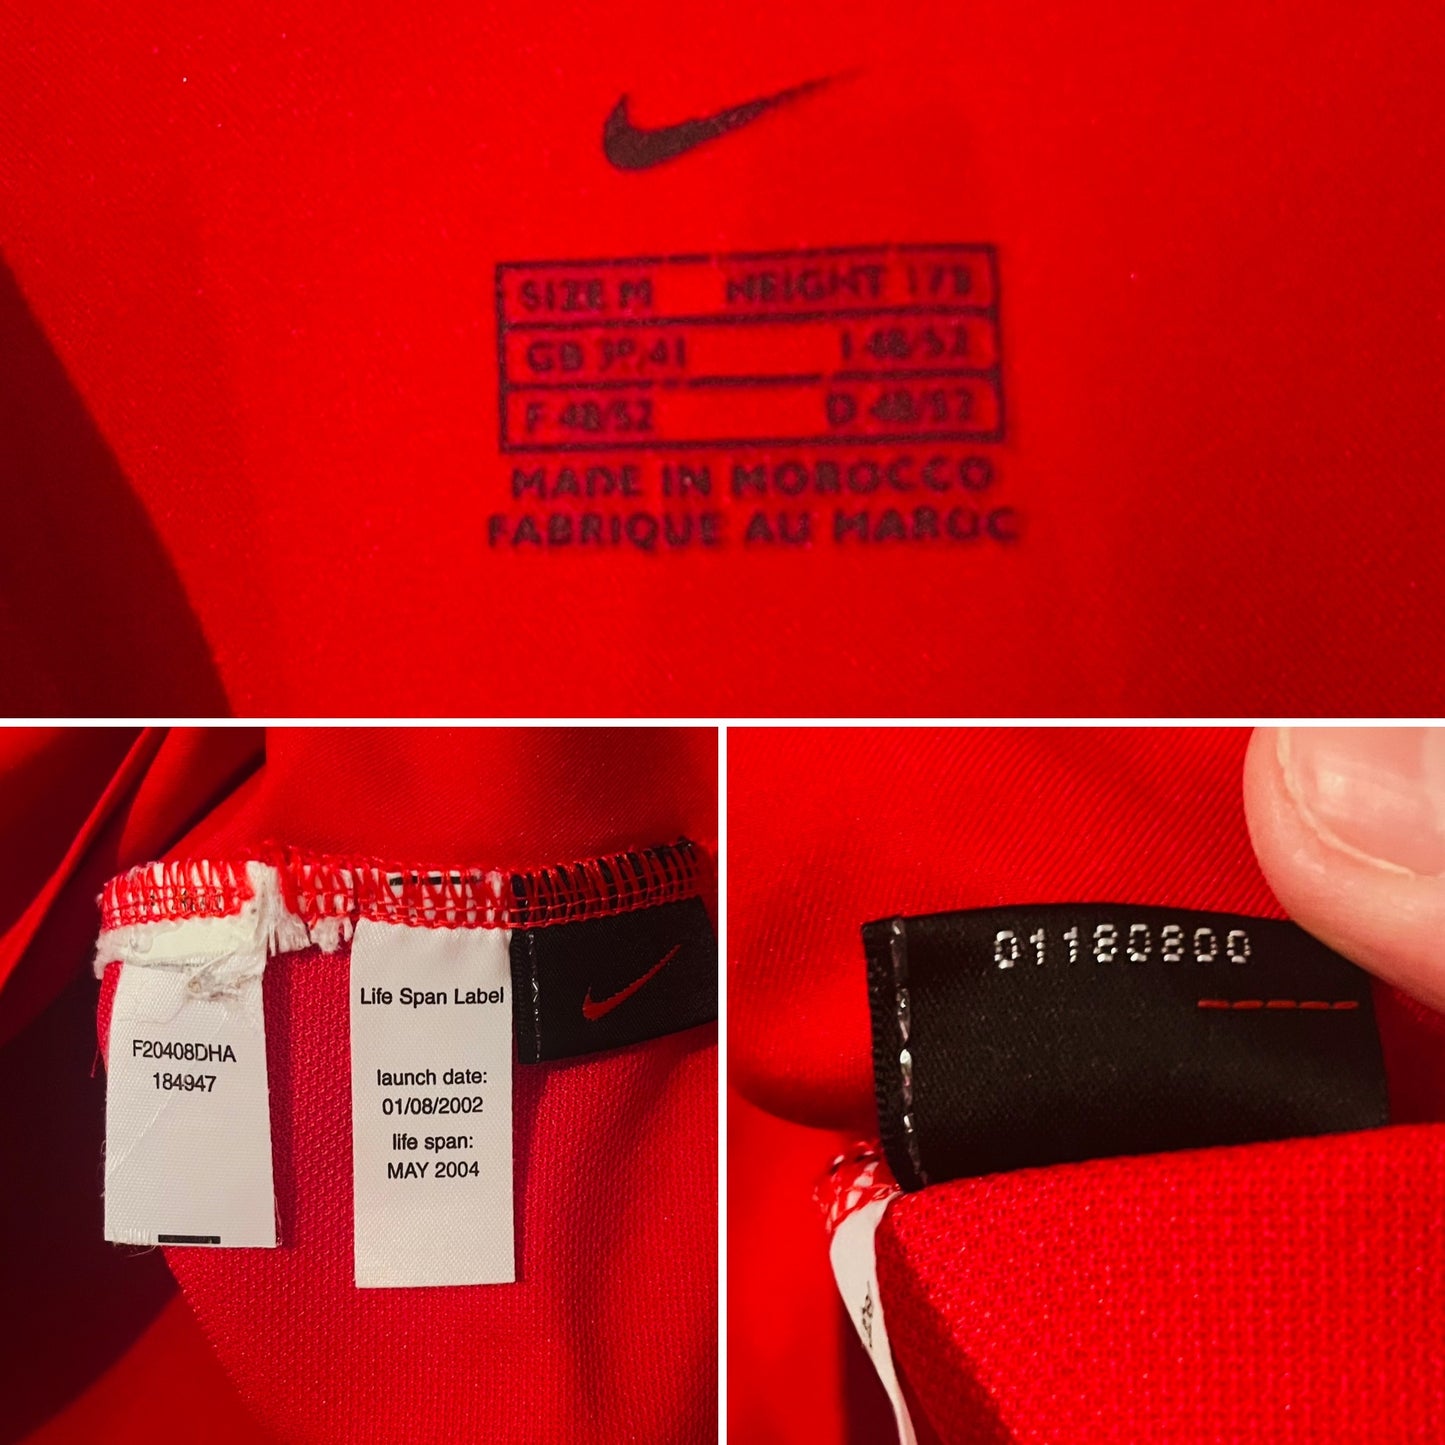 SIZE M HEIGHT 178
GB 39/41 I 48/52
F 48/52 D 48/52
MADE IN MOROCCO
FABRIQUE AU MAROC
F20408DHA
184947
Life Span Label
launch date:
01/08/2002
life span:
MAY 2004
01180800